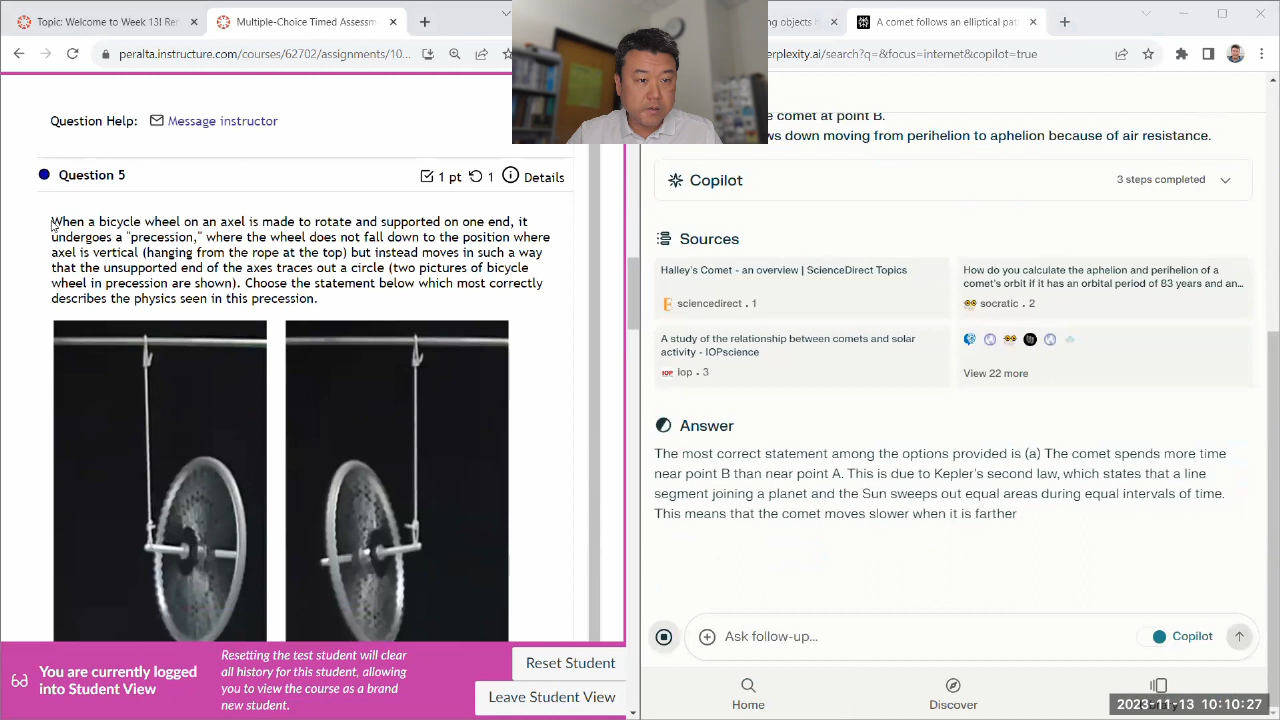 Topic: Welcome to Week 13! Re
Multiple-Choice Timed Assessm
ng objects
A comet follows an elliptical pat
peralta.instructure.com/courses/62702/assignments/10...
erplexity.ai/search?q=&focus=internet&copilot=true
Question Help: Message instructor
Question 5
1 pt 1 Details
When a bicycle wheel on an axel is made to rotate and supported on one end, it
undergoes a "precession," where the wheel does not fall down to the position where
axel is vertical (hanging from the rope at the top) but instead moves in such a way
that the unsupported end of the axes traces out a circle (two pictures of bicycle
wheel in precession are shown). Choose the statement below which most correctly
describes the physics seen in this precession.
You are currently logged
into Student View
Resetting the test student will clear
all history for this student, allowing
you to view the course as a brand
new student.
Reset Student
Leave Student View
e comet at point B.
ws down moving from perihelion to aphelion because of air resistance.
Copilot
3 steps completed
Sources
Halley's Comet - an overview | ScienceDirect Topics
sciencedirect . 1
How do you calculate the aphelion and perihelion of a
comet's orbit if it has an orbital period of 83 years and an...
socratic . 2
A study of the relationship between comets and solar
activity - IOPscience
IOP iop . 3
View 22 more
Answer
The most correct statement among the options provided is (a) The comet spends more time
near point B than near point A. This is due to Kepler's second law, which states that a line
segment joining a planet and the Sun sweeps out equal areas during equal intervals of time.
This means that the comet moves slower when it is farther
Ask follow-up...
Copilot
Home
Discover
2023-11-13 10:10:27